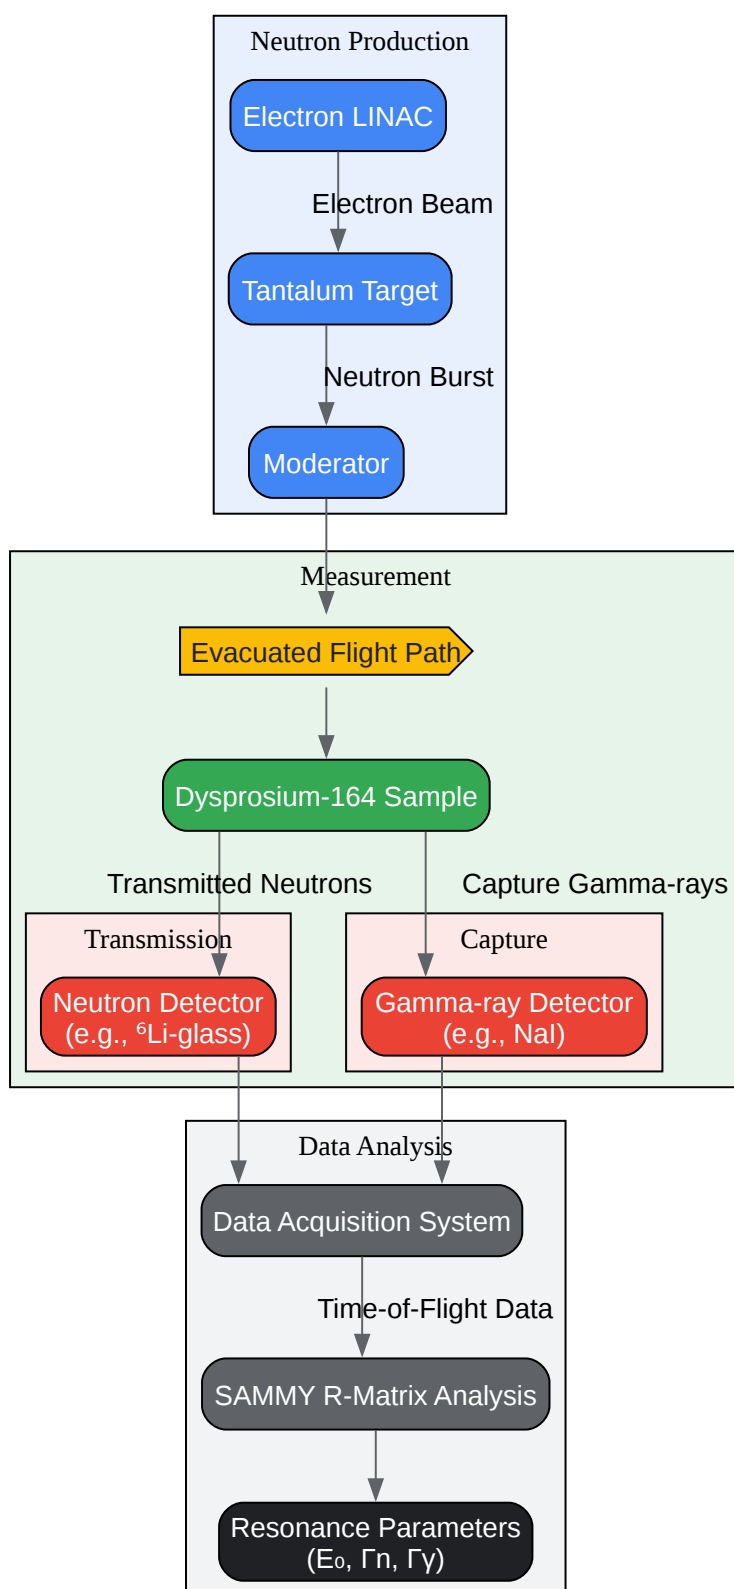 Neutron Production
Electron LINAC
Electron Beam
Tantalum Target
Neutron Burst
Moderator
Measurement
Evacuated Flight Path
Dysprosium-164 Sample
Transmitted Neutrons
Capture Gamma-rays
Transmission
Capture
Neutron Detector
(e.g., ⁶Li-glass)
Gamma-ray Detector
(e.g., NaI)
Data Analysis
Data Acquisition System
Time-of-Flight Data
SAMMY R-Matrix Analysis
Resonance Parameters
(E₀, Γn, Γγ)